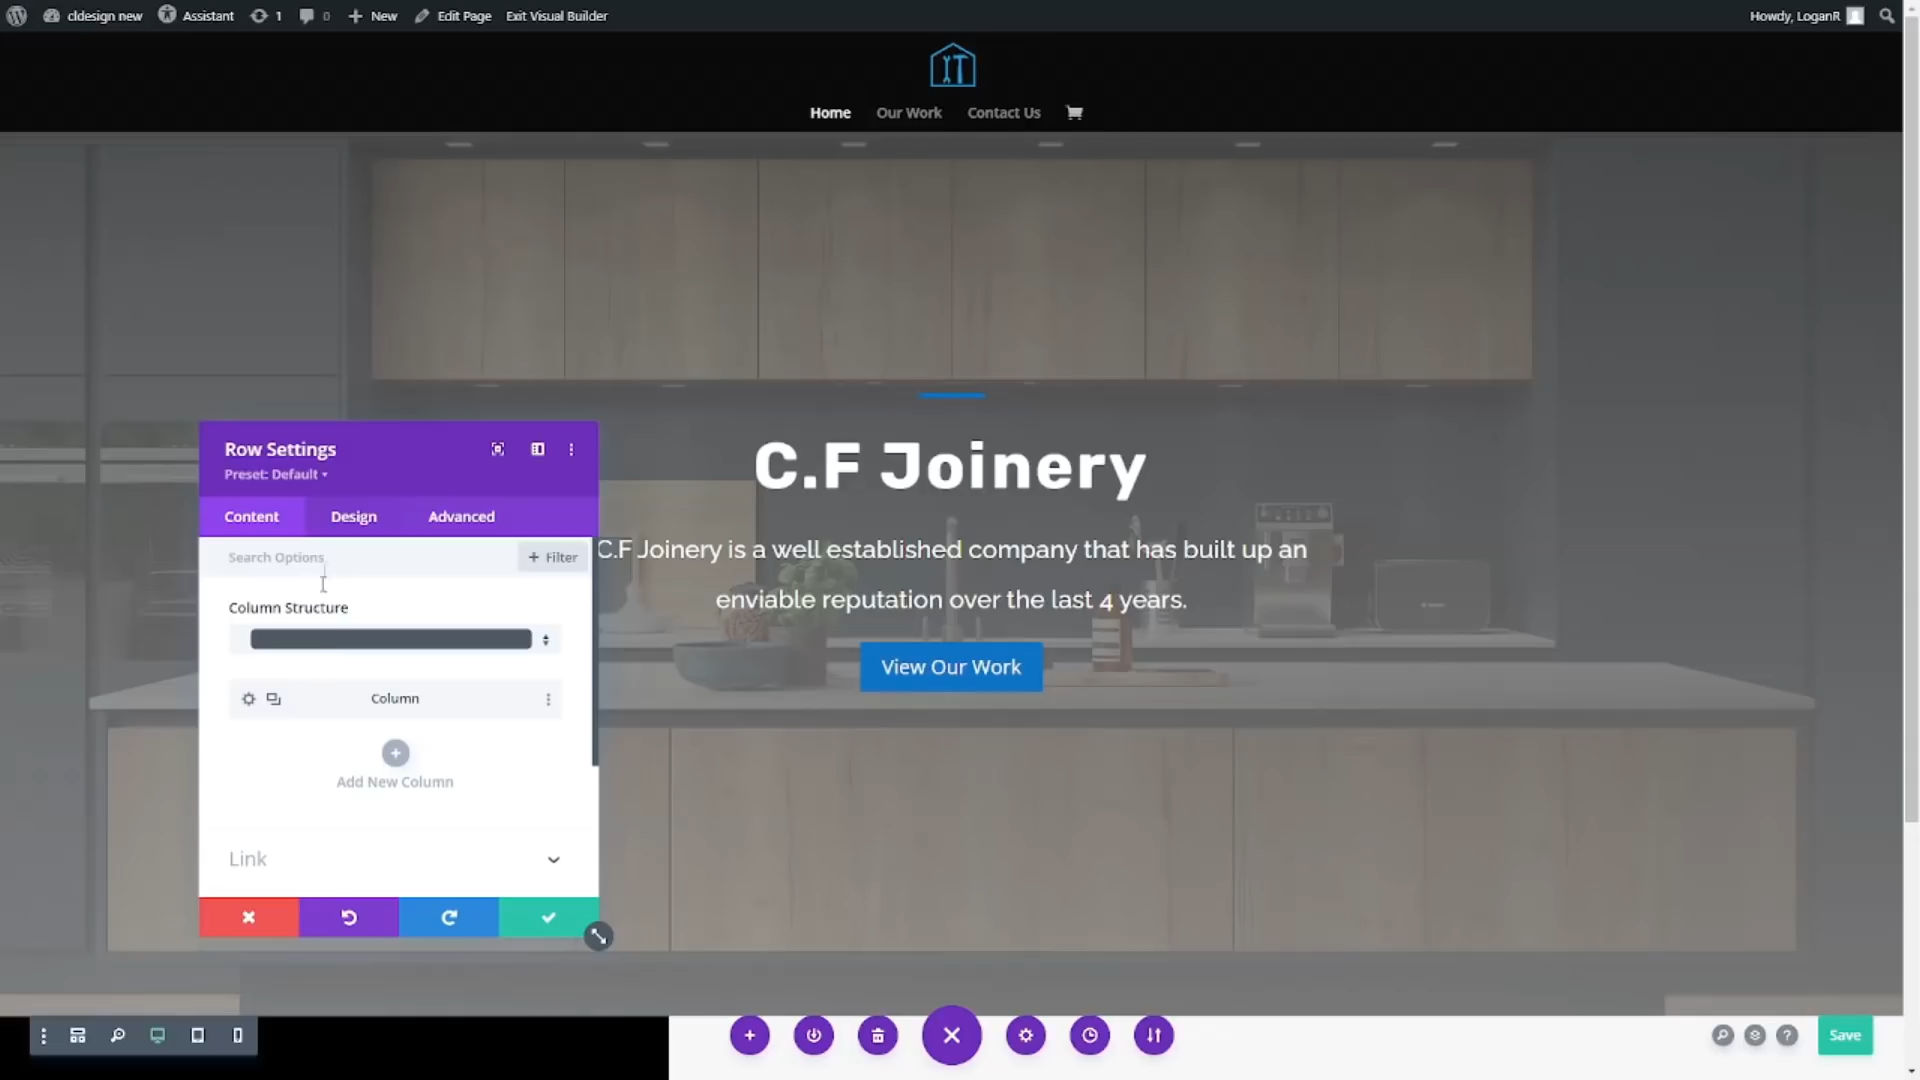 cldesign new Assistant 1 0 + New Edit Page Exit Visual Builder Howdy, LoganR
Home Our Work Contact Us
C.F Joinery
C.F Joinery is a well established company that has built up an
enviable reputation over the last 4 years.
View Our Work
Row Settings
Preset: Default
Content Design Advanced
Search Options + Filter
Column Structure
Column
Add New Column
Link
Save